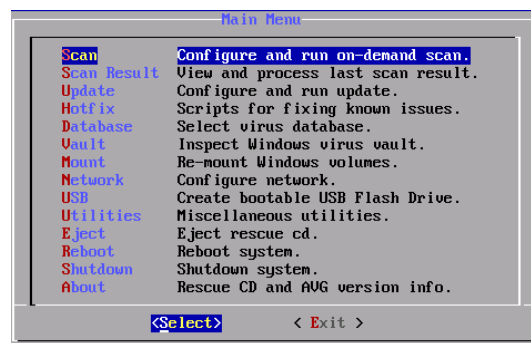 Main Menu
Scan Configure and run on-demand scan.
Scan Result View and process last scan result.
Update Configure and run update.
Hotfix Scripts for fixing known issues.
Database Select virus database.
Vault Inspect Windows virus vault.
Mount Re-mount Windows volumes.
Network Configure network.
USB Create bootable USB Flash Drive.
Utilities Miscellaneous utilities.
Eject Eject rescue cd.
Reboot Reboot system.
Shutdown Shutdown system.
About Rescue CD and AVG version info.
<Select> < Exit >